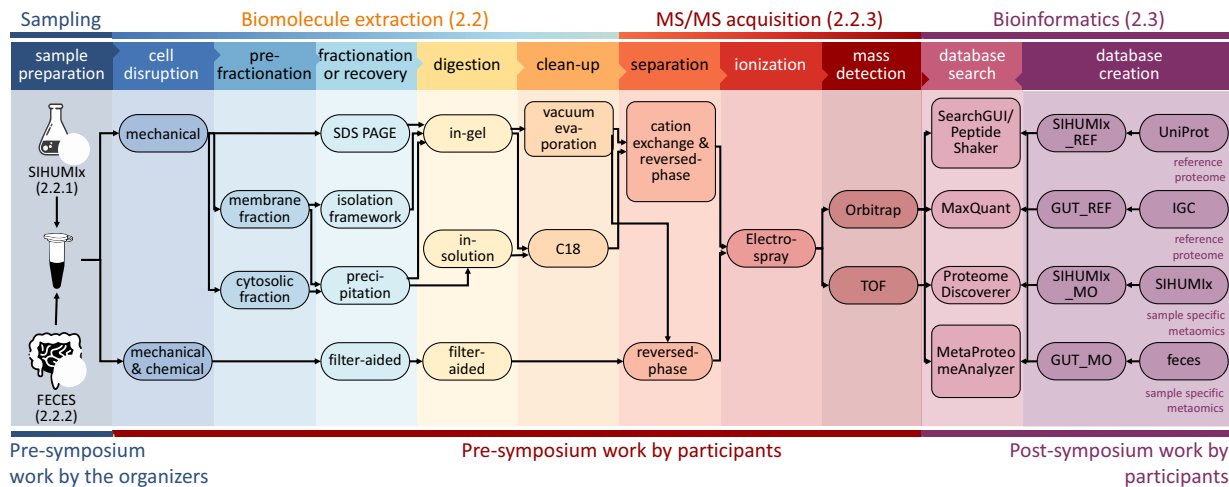 Sampling
Biomolecule extraction (2.2)
MS/MS acquisition (2.2.3)
Bioinformatics (2.3)
sample
preparation
cell
disruption
pre-
fractionation
fractionation
or recovery
digestion
clean-up
separation
ionization
mass
detection
database
search
database
creation
SIHUMIx
(2.2.1)
FECES
(2.2.2)
mechanical
mechanical
& chemical
membrane
fraction
cytosolic
fraction
SDS PAGE
isolation
framework
preci-
pitation
filter-aided
in-gel
in-
solution
filter-
aided
vacuum
eva-
poration
C18
cation
exchange &
reversed-
phase
reversed-
phase
Electro-
spray
Orbitrap
TOF
SearchGUI/
Peptide
Shaker
MaxQuant
Proteome
Discoverer
MetaProteo
meAnalyzer
SIHUMIx
_REF
GUT_REF
SIHUMIx
_MO
GUT_MO
UniProt
reference
proteome
IGC
reference
proteome
SIHUMIx
sample specific
metaomics
feces
sample specific
metaomics
Pre-symposium
work by the organizers
Pre-symposium work by participants
Post-symposium work by
participants